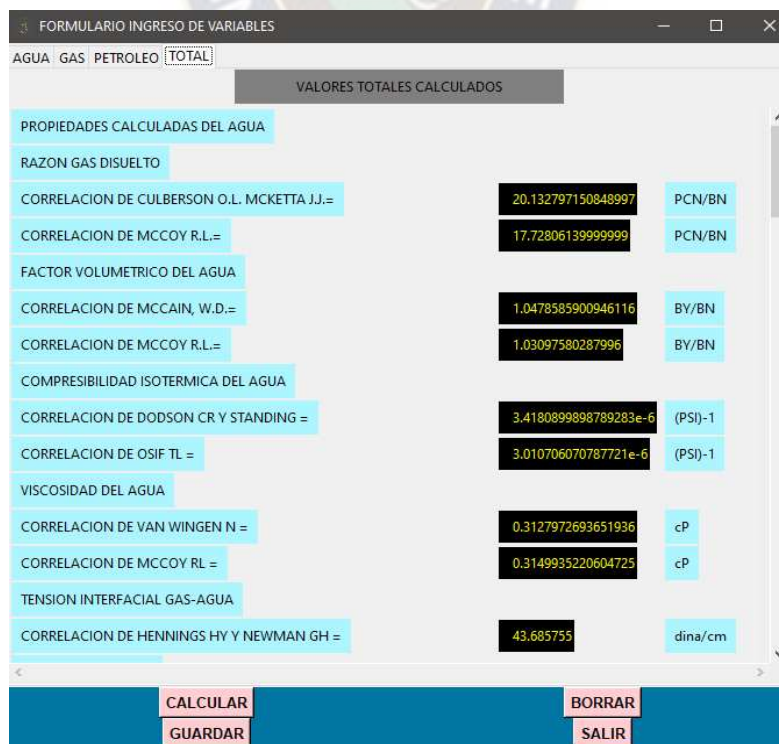 FORMULARIO INGRESO DE VARIABLES
AGUA GAS PETROLEO TOTAL
VALORES TOTALES CALCULADOS
PROPIEDADES CALCULADAS DEL AGUA
RAZON GAS DISUELTO
CORRELACION DE CULBERSON O.L. MCKETTA J.J.= 20.132797150848997 PCN/BN
CORRELACION DE MCCOY R.L.= 17.72806139999999 PCN/BN
FACTOR VOLUMETRICO DEL AGUA
CORRELACION DE MCCAIN, W.D.= 1.0478585900946116 BY/BN
CORRELACION DE MCCOY R.L.= 1.03097580287996 BY/BN
COMPRESIBILIDAD ISOTERMICA DEL AGUA
CORRELACION DE DODSON CR Y STANDING = 3.4180899898789283e-6 (PSI)-1
CORRELACION DE OSIF TL = 3.010706070787721e-6 (PSI)-1
VISCOSIDAD DEL AGUA
CORRELACION DE VAN WINGEN N = 0.3127972693651936 cP
CORRELACION DE MCCOY RL = 0.3149935220604725 cP
TENSION INTERFACIAL GAS-AGUA
CORRELACION DE HENNINGS HY Y NEWMAN GH = 43.685755 dina/cm
CALCULAR BORRAR
GUARDAR SALIR